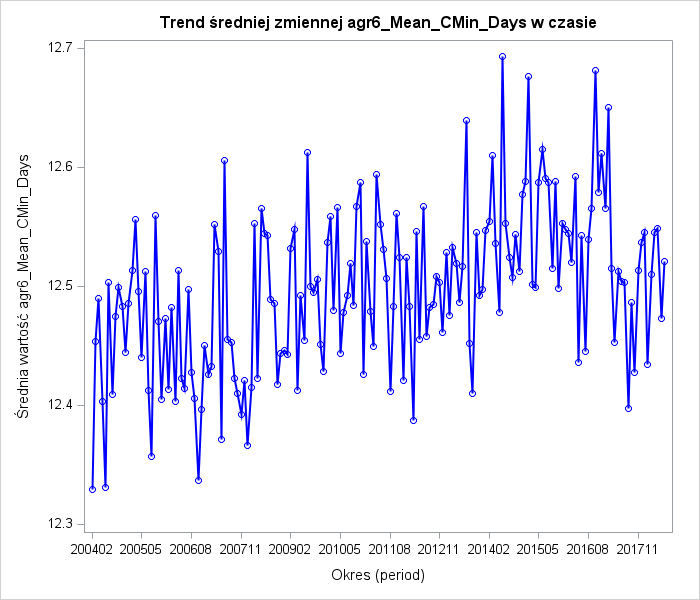 Trend średniej zmiennej agr6_Mean_CMin_Days w czasie
Średnia wartość agr6_Mean_CMin_Days
12.7
12.6
12.5
12.4
12.3
200402 200505 200608 200711 200902 201005 201108 201211 201402 201505 201608 201711
Okres (period)